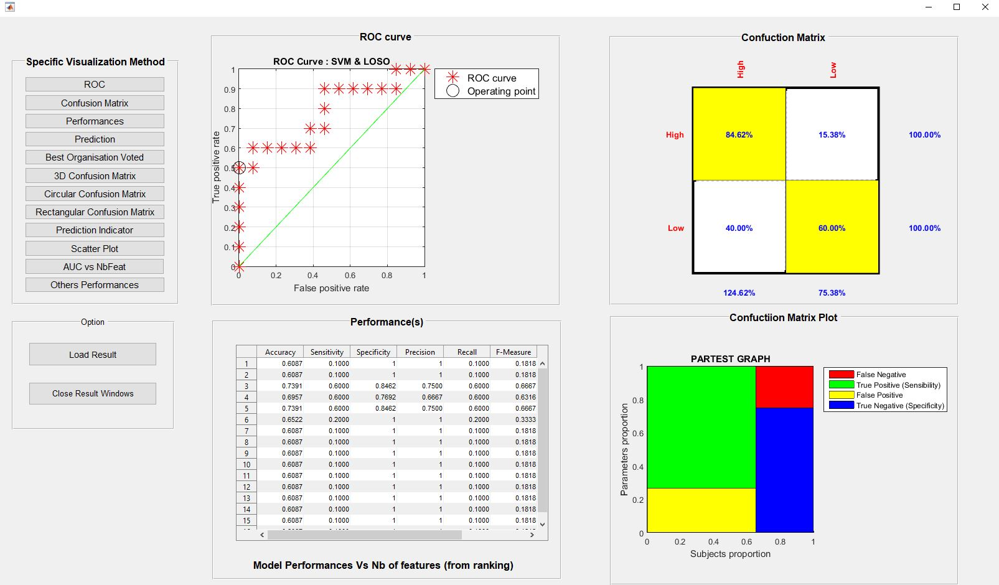 Specific Visualization Method
ROC
Confusion Matrix
Performances
Prediction
Best Organisation Voted
3D Confusion Matrix
Circular Confusion Matrix
Rectangular Confusion Matrix
Prediction Indicator
Scatter Plot
AUC vs NbFeat
Others Performances
Option
Load Result
Close Result Windows
ROC curve
ROC Curve : SVM & LOSO
1
0.9
0.8
0.7
0.6
0.5
0.4
0.3
0.2
0.1
0
True positive rate
0 0.2 0.4 0.6 0.8 1
False positive rate
ROC curve
Operating point
Confuction Matrix
High Low
High 84.62% 15.38% 100.00%
Low 40.00% 60.00% 100.00%
124.62% 75.38%
Performance(s)
Accuracy Sensitivity Specificity Precision Recall F-Measure
1 0.6087 0.1000 1 1 0.1000 0.1818
2 0.6087 0.1000 1 1 0.1000 0.1818
3 0.7391 0.6000 0.8462 0.7500 0.6000 0.6667
4 0.6957 0.6000 0.7692 0.6667 0.6000 0.6316
5 0.7391 0.6000 0.8462 0.7500 0.6000 0.6667
6 0.6522 0.2000 1 1 0.2000 0.3333
7 0.6087 0.1000 1 1 0.1000 0.1818
8 0.6087 0.1000 1 1 0.1000 0.1818
9 0.6087 0.1000 1 1 0.1000 0.1818
10 0.6087 0.1000 1 1 0.1000 0.1818
11 0.6087 0.1000 1 1 0.1000 0.1818
12 0.6087 0.1000 1 1 0.1000 0.1818
13 0.6087 0.1000 1 1 0.1000 0.1818
14 0.6087 0.1000 1 1 0.1000 0.1818
15 0.6087 0.1000 1 1 0.1000 0.1818
Model Performances Vs Nb of features (from ranking)
Confuctiion Matrix Plot
PARTEST GRAPH
1
0.8
0.6
0.4
0.2
0
Parameters proportion
0 0.2 0.4 0.6 0.8 1
Subjects proportion
False Negative
True Positive (Sensibility)
False Positive
True Negative (Specificity)